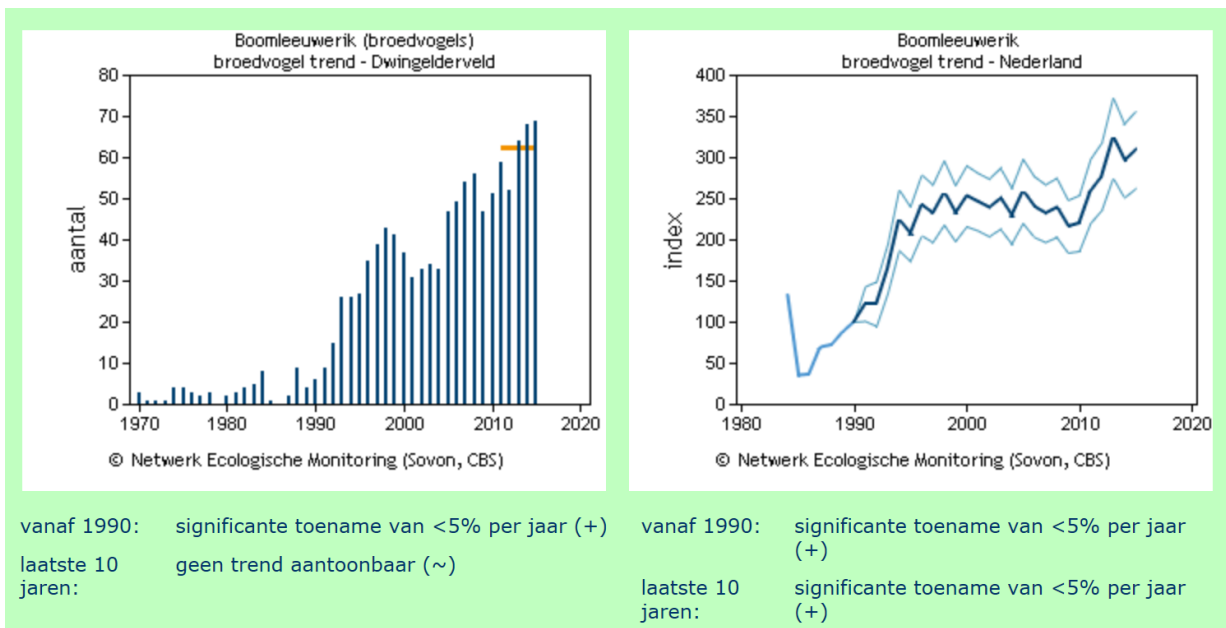 Boomleeuwerik (broedvogels)
broedvogel trend - Dwingelderveld
80
70
60
50
40
30
20
10
0
aantal
1970
1980
1990
2000
2010
2020
© Netwerk Ecologische Monitoring (Sovon, CBS)
vanaf 1990:
significante toename van <5% per jaar (+)
laatste 10
jaren:
geen trend aantoonbaar (~)
Boomleeuwerik
broedvogel trend - Nederland
400
350
300
250
200
150
100
50
0
index
1980
1990
2000
2010
2020
© Netwerk Ecologische Monitoring (Sovon, CBS)
vanaf 1990:
significante toename van <5% per jaar
(+)
laatste 10
jaren:
significante toename van <5% per jaar
(+)